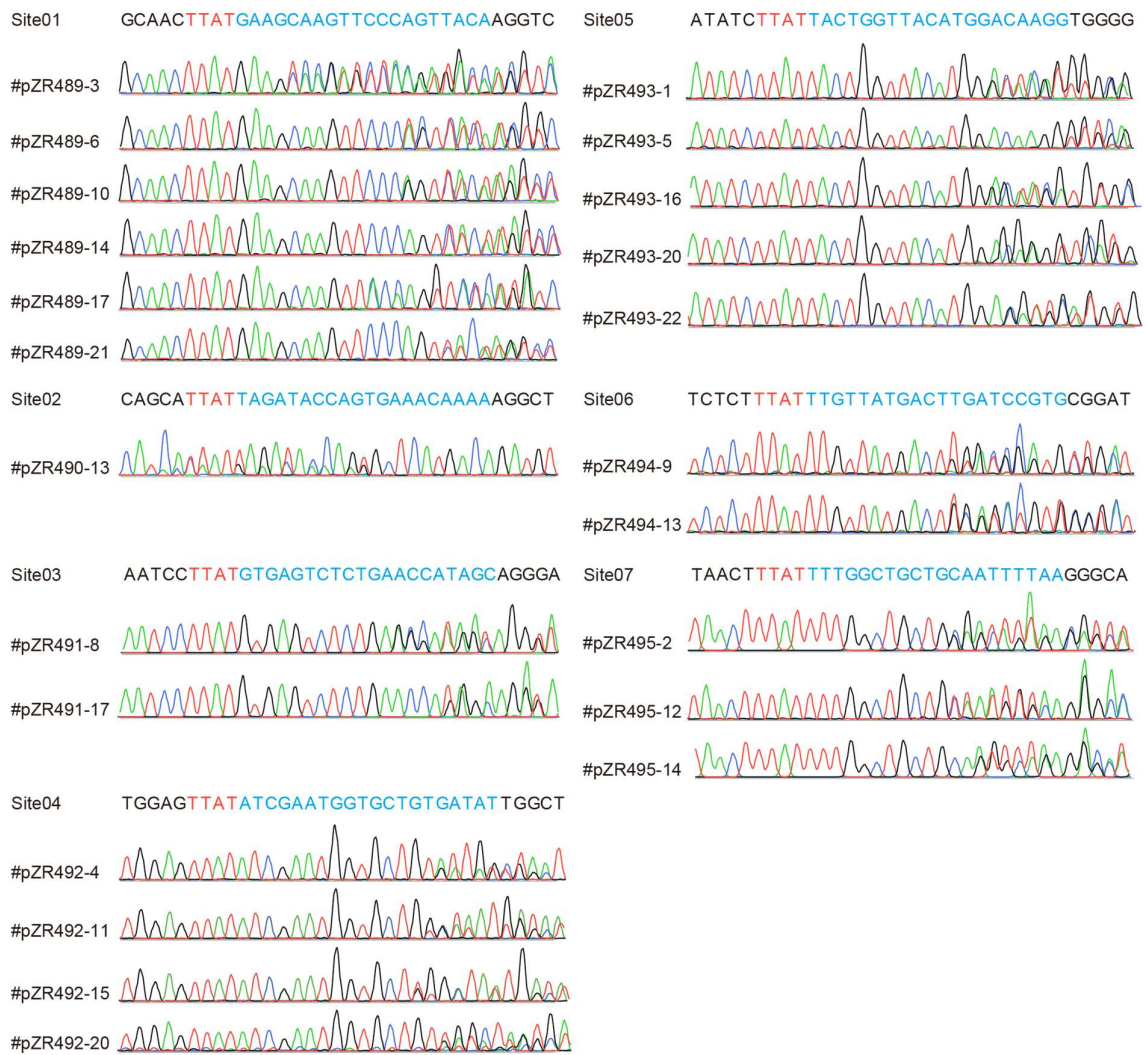 Site01 GCAACTTATGAAGCAAGTTCCCAGTTACAAGGTC
#pZR489-3
#pZR489-6
#pZR489-10
#pZR489-14
#pZR489-17
#pZR489-21
Site02 CAGCATTATTAGATACCAGTGAAACAAAAAGGCT
#pZR490-13
Site03 AATCCTTATGTGAGTCTCTGAACCATAGCAGGGA
#pZR491-8
#pZR491-17
Site04 TGGAGTTATATCGAATGGTGCTGTGATATTGGCT
#pZR492-4
#pZR492-11
#pZR492-15
#pZR492-20
Site05 ATATCTTATTACTGGTTACATGGACAAGGTGGGG
#pZR493-1
#pZR493-5
#pZR493-16
#pZR493-20
#pZR493-22
Site06 TCTCTTTATTTGTTATGACTTGATCCGTGCGGAT
#pZR494-9
#pZR494-13
Site07 TAACTTTATTTTGGCTGCTGCAATTTTAAGGGCA
#pZR495-2
#pZR495-12
#pZR495-14